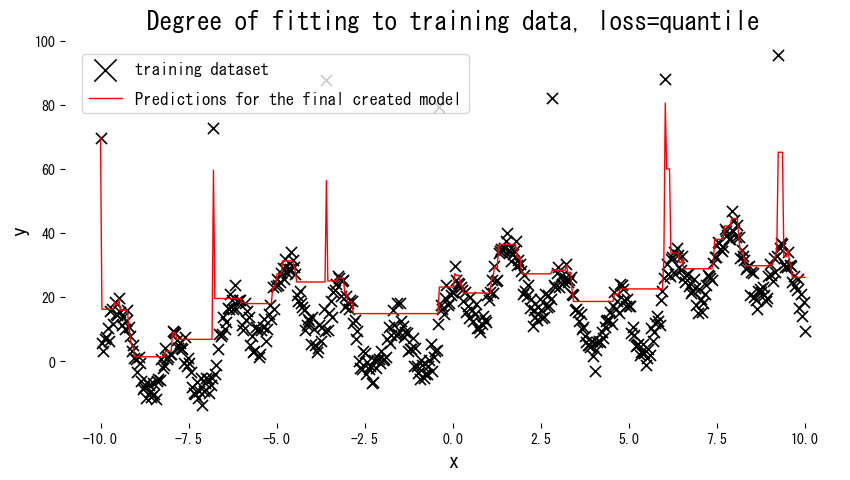 Degree of fitting to training data, loss=quantile
training dataset
Predictions for the final created model
y
100
80
60
40
20
0
-10.0 -7.5 -5.0 -2.5 0.0 2.5 5.0 7.5 10.0
x